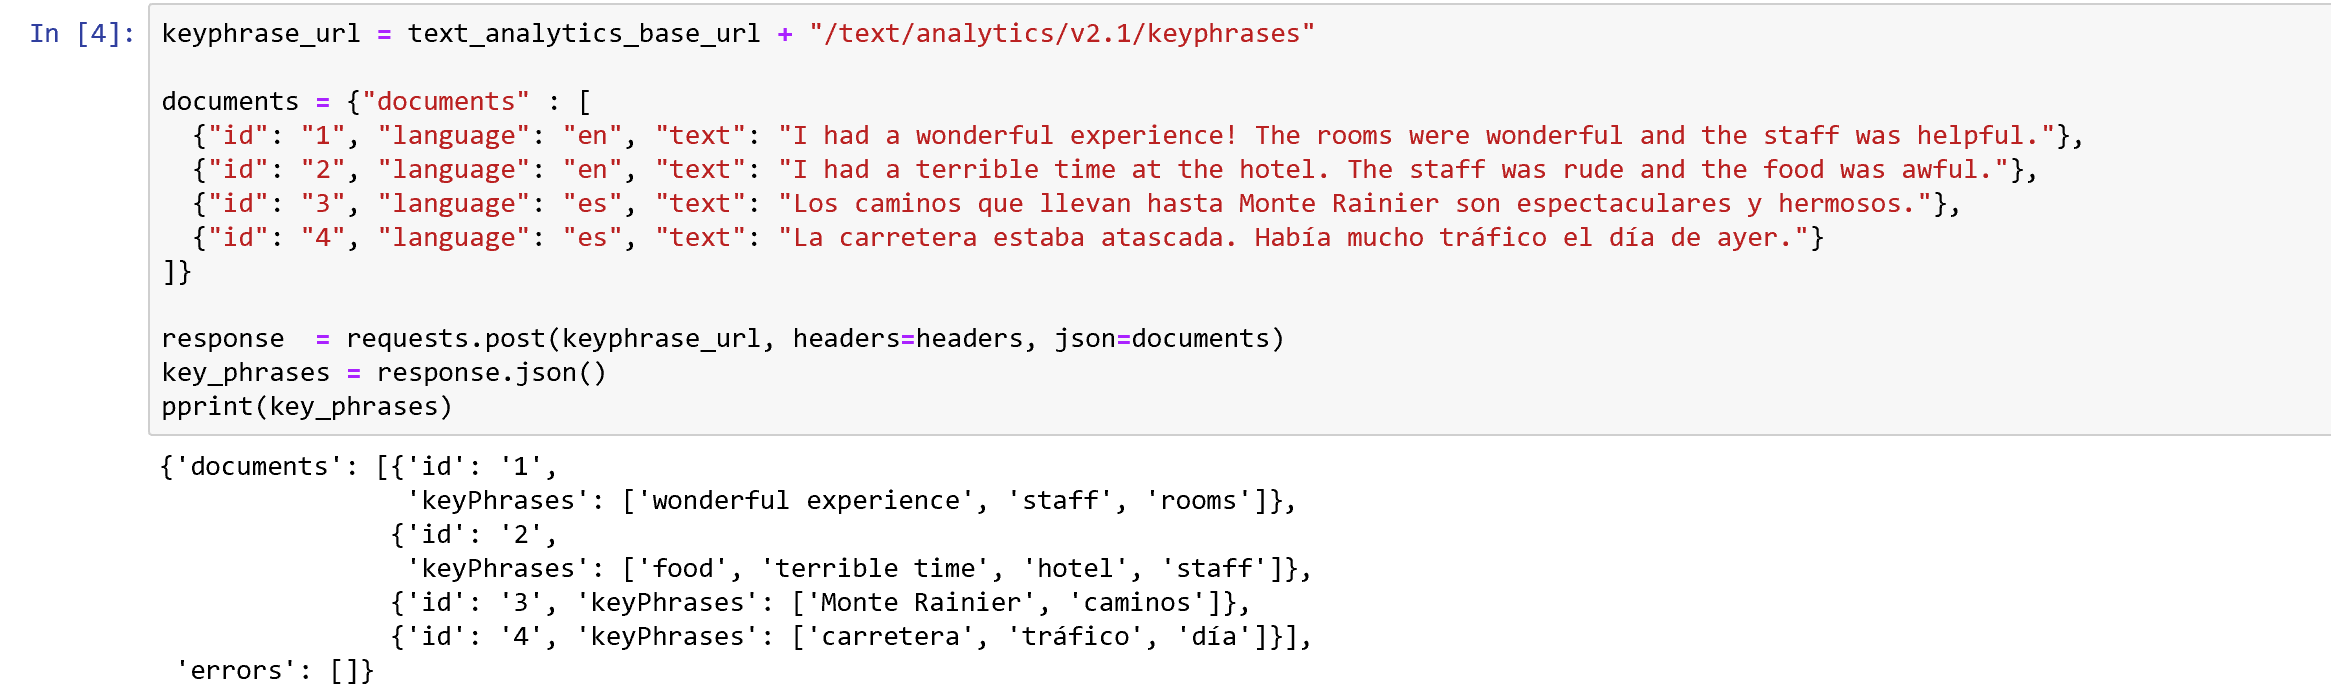 In [4]: keyphrase_url = text_analytics_base_url + "/text/analytics/v2.1/keyphrases"
documents = {"documents" : [
{"id": "1", "language": "en", "text": "I had a wonderful experience! The rooms were wonderful and the staff was helpful."},
{"id": "2", "language": "en", "text": "I had a terrible time at the hotel. The staff was rude and the food was awful."},
{"id": "3", "language": "es", "text": "Los caminos que llevan hasta Monte Rainier son espectaculares y hermosos."},
{"id": "4", "language": "es", "text": "La carretera estaba atascada. Había mucho tráfico el día de ayer."}
]}
response  = requests.post(keyphrase_url, headers=headers, json=documents)
key_phrases = response.json()
pprint(key_phrases)
{'documents': [{'id': '1',
'keyPhrases': ['wonderful experience', 'staff', 'rooms']},
{'id': '2',
'keyPhrases': ['food', 'terrible time', 'hotel', 'staff']},
{'id': '3', 'keyPhrases': ['Monte Rainier', 'caminos']},
{'id': '4', 'keyPhrases': ['carretera', 'tráfico', 'día']}],
'errors': []}